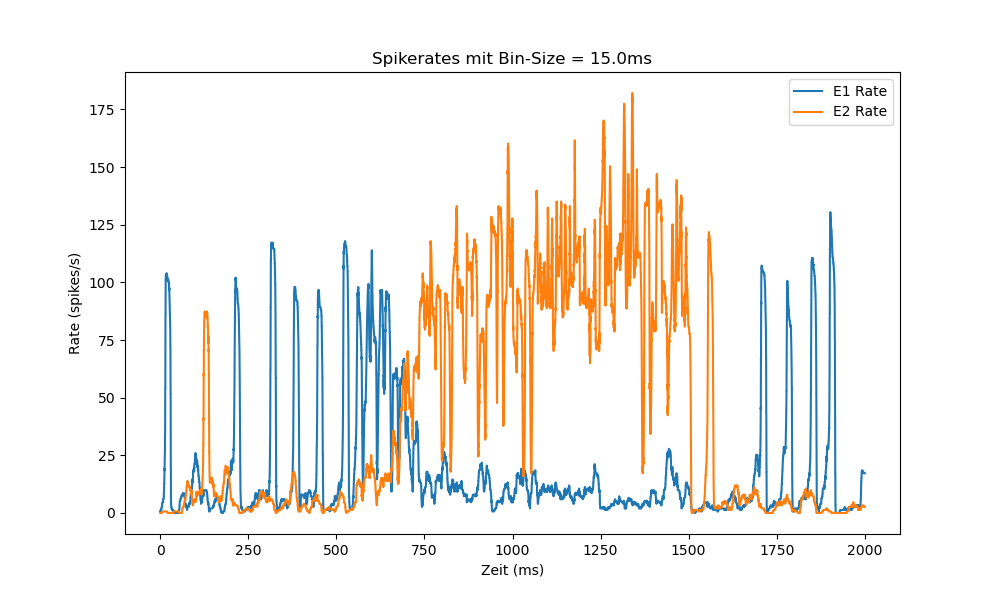 Spikerates mit Bin-Size = 15.0ms
E1 Rate
E2 Rate
Rate (spikes/s)
175
150
125
100
75
50
25
0
0 250 500 750 1000 1250 1500 1750 2000
Zeit (ms)